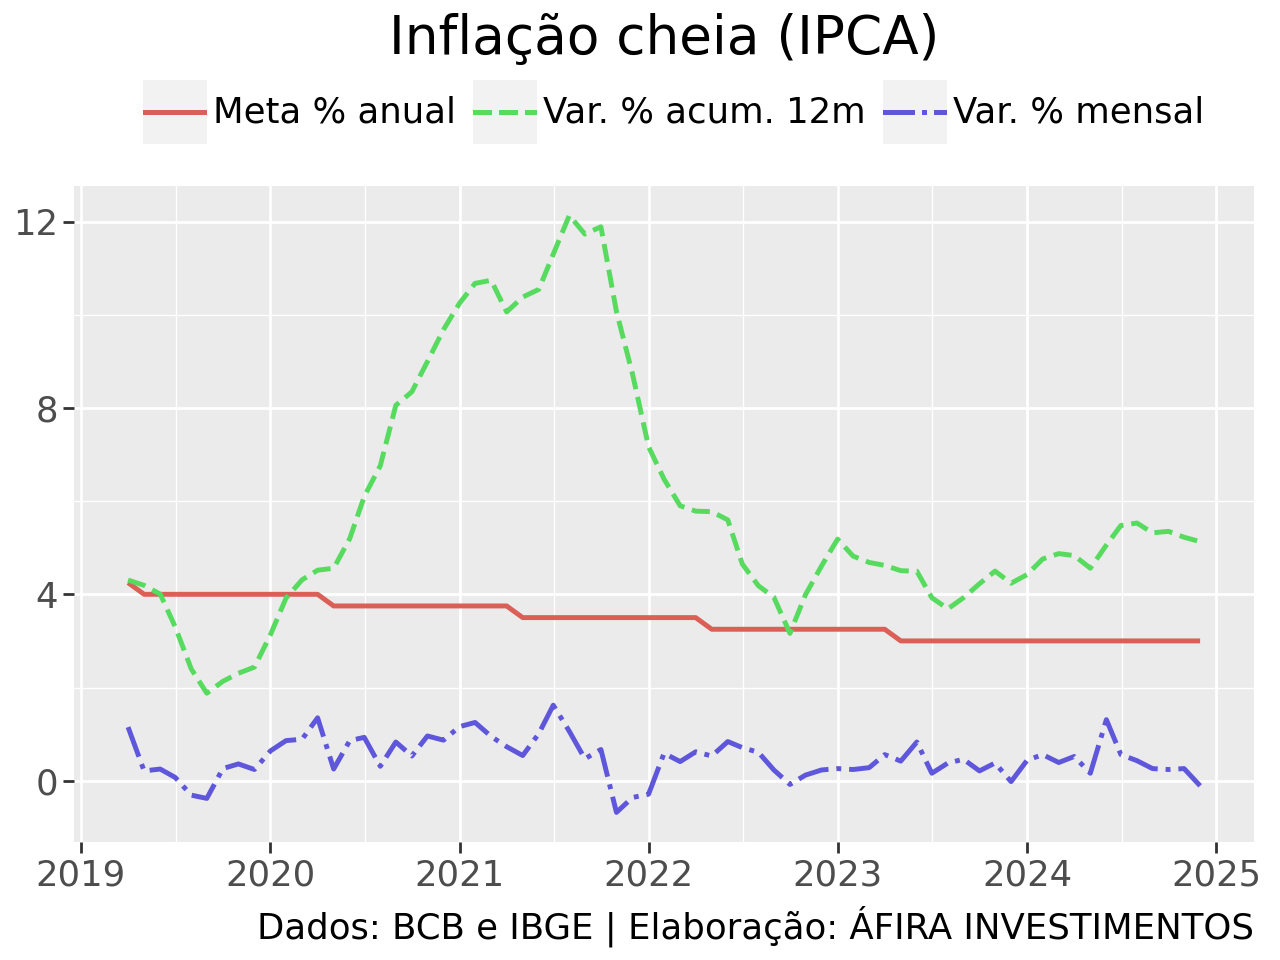 Inflação cheia (IPCA)
Meta % anual Var. % acum. 12m Var. % mensal
12
8
4
0
2019 2020 2021 2022 2023 2024 2025
Dados: BCB e IBGE | Elaboração: ÁFIRA INVESTIMENTOS